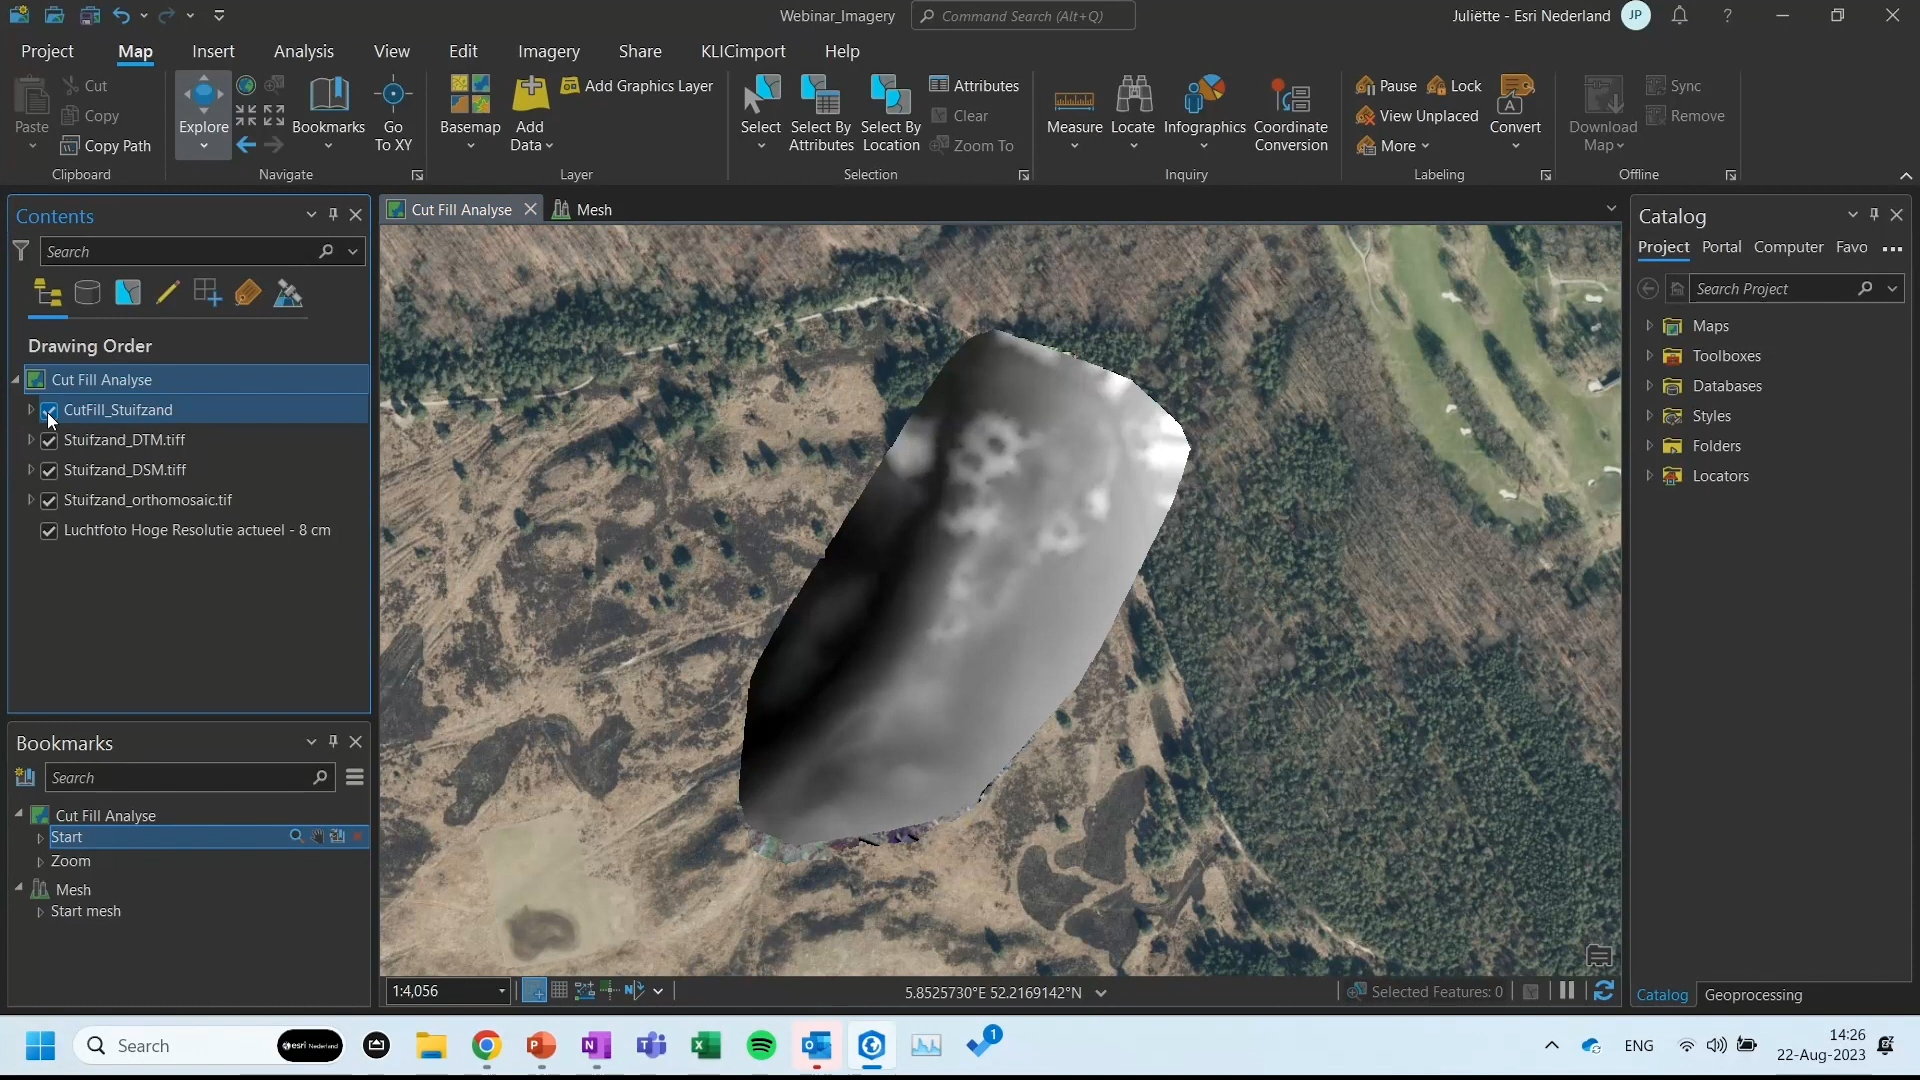 Webinar_Imagery
Command Search (Alt+Q)
Juliëtte - Esri Nederland
JP
?
Project
Map
Insert
Analysis
View
Edit
Imagery
Share
KLICimport
Help
Paste
Cut
Copy
Copy Path
Clipboard
Explore
Bookmarks
Go
To XY
Navigate
Basemap
Add
Data
Add Graphics Layer
Layer
Select
Select By
Attributes
Select By
Location
Attributes
Clear
Zoom To
Selection
Measure
Locate
Infographics
Coordinate
Conversion
Inquiry
Pause
Lock
View Unplaced
More
Convert
Labeling
Download
Map
Sync
Remove
Offline
Contents
Search
Drawing Order
Cut Fill Analyse
CutFill_Stuifzand
Stuifzand_DTM.tiff
Stuifzand_DSM.tiff
Stuifzand_orthomosaic.tif
Luchtfoto Hoge Resolutie actueel - 8 cm
Bookmarks
Search
Cut Fill Analyse
Start
Zoom
Mesh
Start mesh
Cut Fill Analyse
Mesh
1:4,056
5.8525730°E 52.2169142°N
Selected Features: 0
Catalog
Project
Portal
Computer
Favo
Search Project
Maps
Toolboxes
Databases
Styles
Folders
Locators
Catalog
Geoprocessing
Search
esri Nederland
1
ENG
14:26
22-Aug-2023